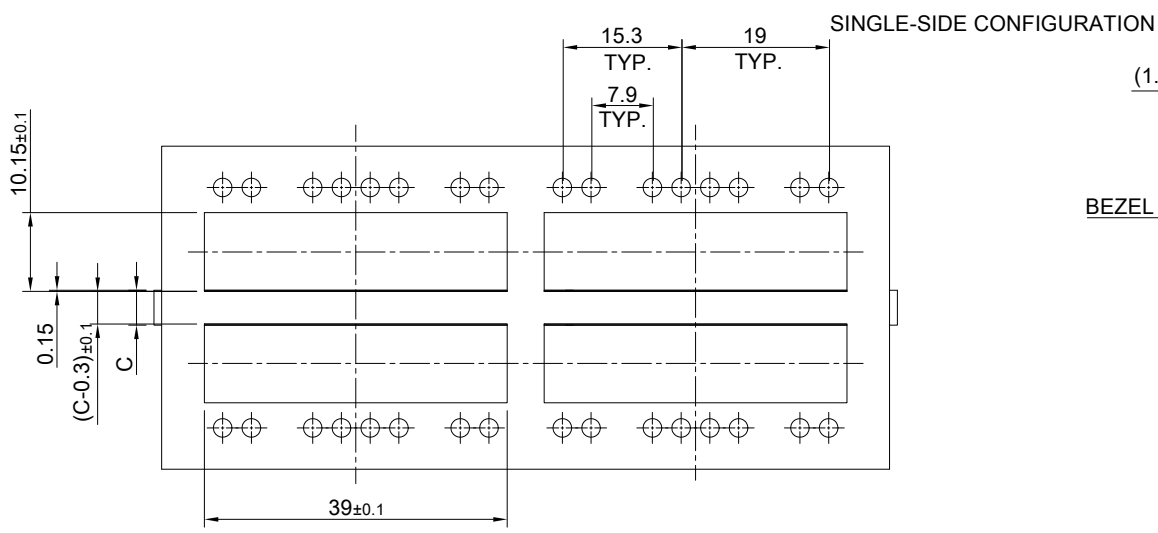 SINGLE-SIDE CONFIGURATION
15.3
TYP.
19
TYP.
(1.
7.9
TYP.
10.15±0.1
BEZEL
0.15
(C-0.3)±0.1
C
39±0.1